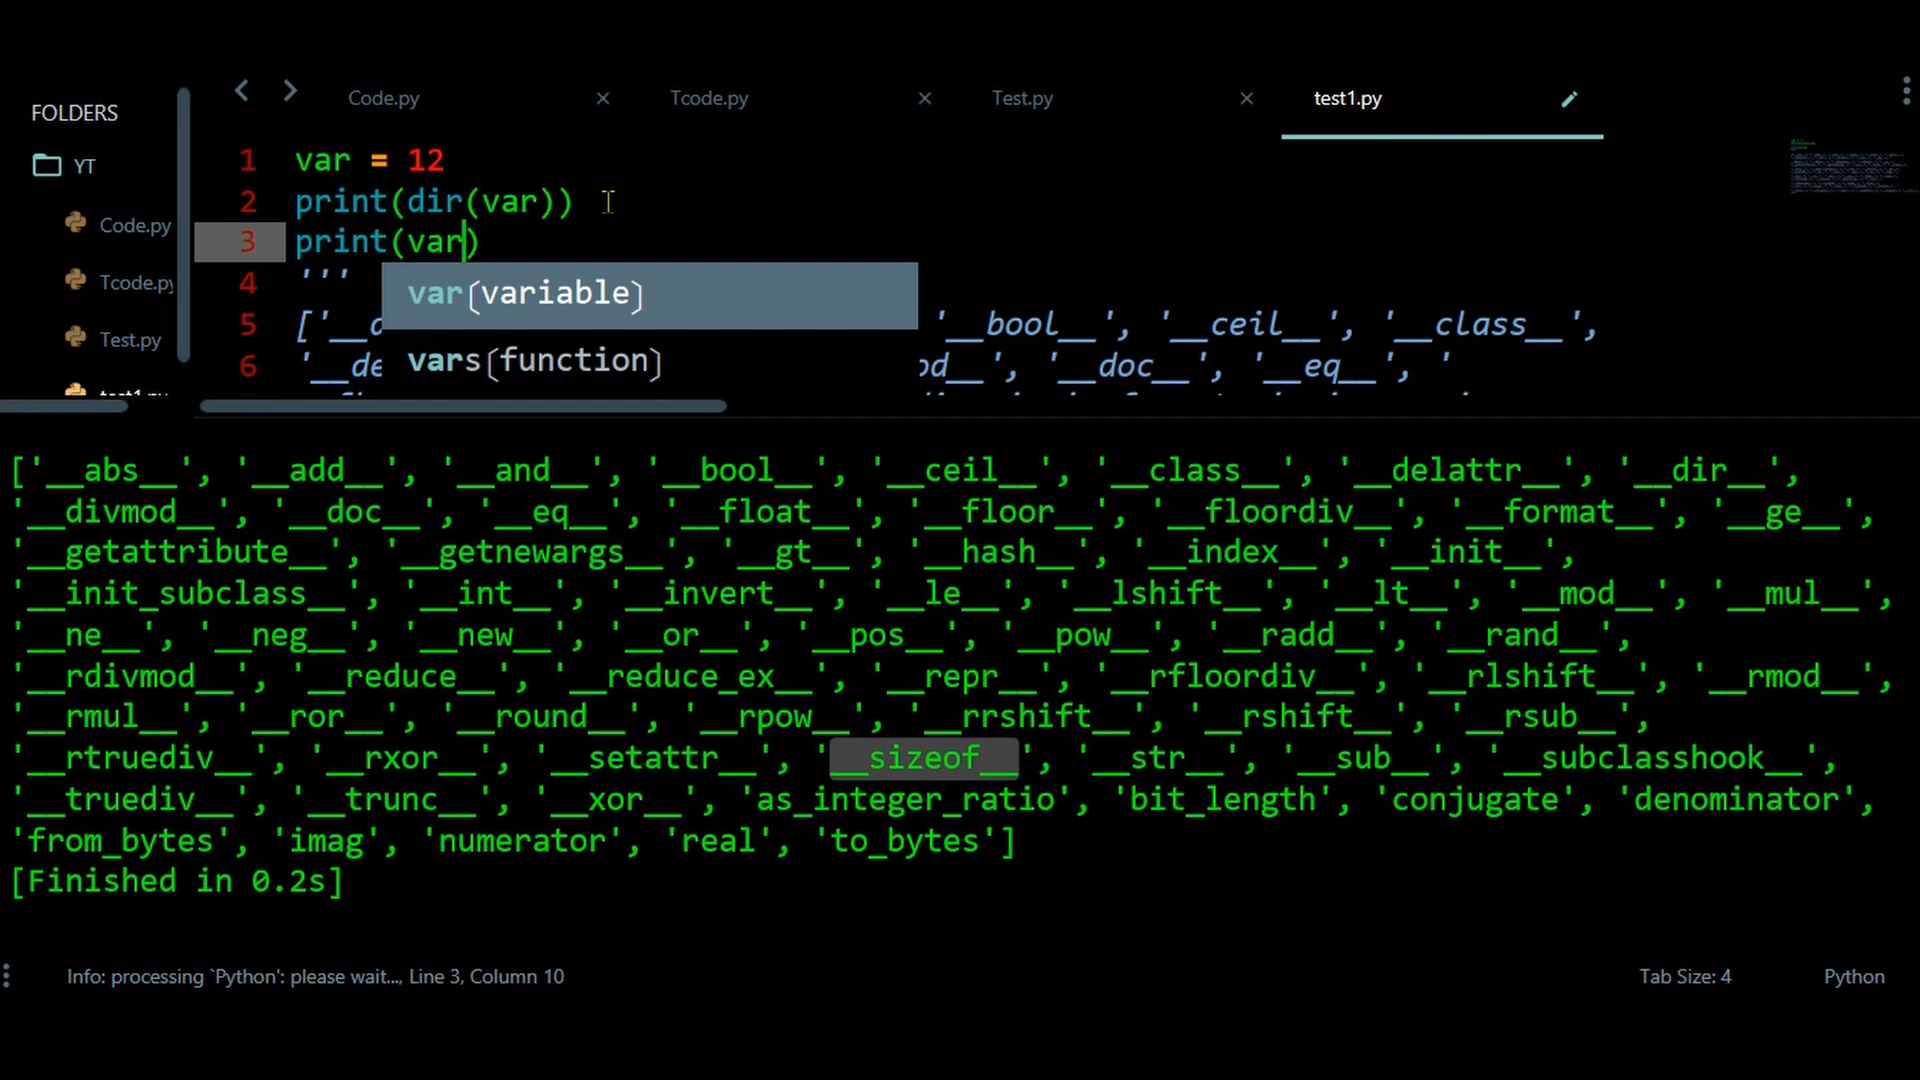 FOLDERS
YT
Code.py
Tcode.py
Test.py
test1.py
Code.py
Tcode.py
Test.py
test1.py
1 var = 12
2 print(dir(var))
3 print(var)
4 '''
var(variable)
vars(function)
5 ['__a '__bool__', '__ceil__', '__class__',
6 '__de od__', '__doc__', '__eq__', '
['__abs__', '__add__', '__and__', '__bool__', '__ceil__', '__class__', '__delattr__', '__dir__',
'__divmod__', '__doc__', '__eq__', '__float__', '__floor__', '__floordiv__', '__format__', '__ge__',
'__getattribute__', '__getnewargs__', '__gt__', '__hash__', '__index__', '__init__',
'__init_subclass__', '__int__', '__invert__', '__le__', '__lshift__', '__lt__', '__mod__', '__mul__',
'__ne__', '__neg__', '__new__', '__or__', '__pos__', '__pow__', '__radd__', '__rand__',
'__rdivmod__', '__reduce__', '__reduce_ex__', '__repr__', '__rfloordiv__', '__rlshift__', '__rmod__',
'__rmul__', '__ror__', '__round__', '__rpow__', '__rrshift__', '__rshift__', '__rsub__',
'__rtruediv__', '__rxor__', '__setattr__', '__sizeof__', '__str__', '__sub__', '__subclasshook__',
'__truediv__', '__trunc__', '__xor__', 'as_integer_ratio', 'bit_length', 'conjugate', 'denominator',
'from_bytes', 'imag', 'numerator', 'real', 'to_bytes']
[Finished in 0.2s]
Info: processing `Python': please wait..., Line 3, Column 10
Tab Size: 4
Python